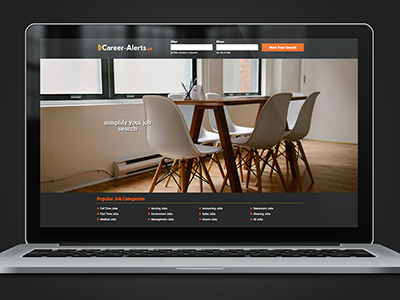 Career-Alerts.ca
What
Where
Start Your Search
simplify your job
search.
Popular Job Categories
Full Time Jobs
Nursing Jobs
Accounting Jobs
Restaurant Jobs
Part Time Jobs
Government Jobs
Sales Jobs
Cleaning Jobs
Medical Jobs
Management Jobs
Airport Jobs
All Jobs